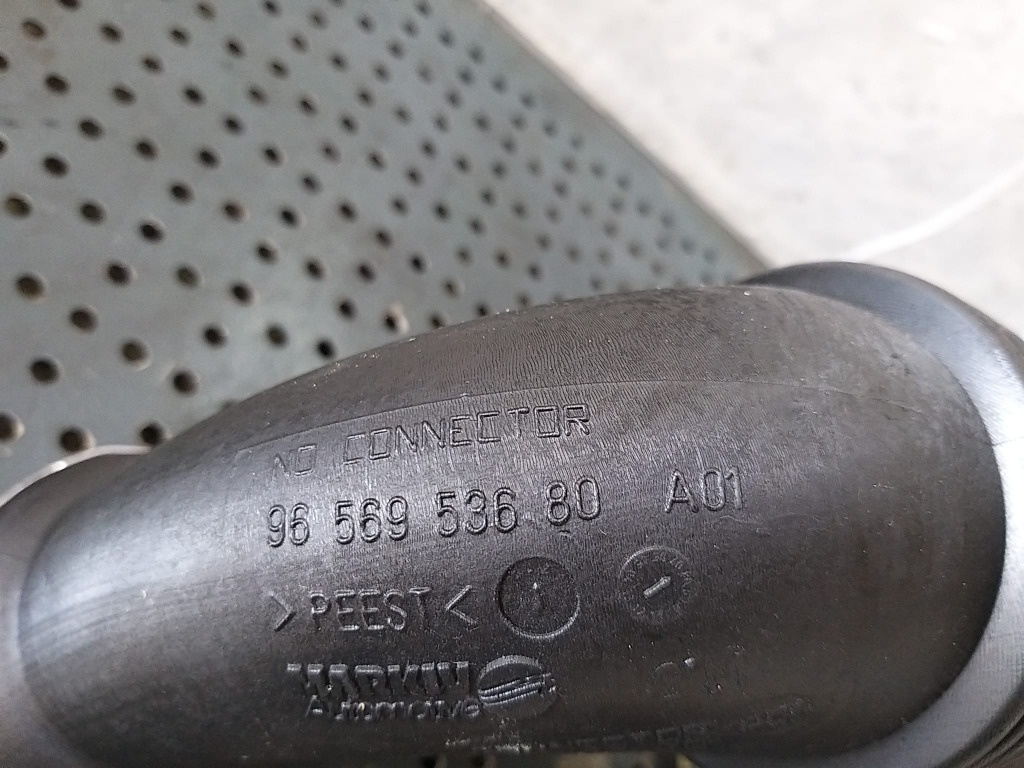 NO CONNECTOR
96 569 536 80 A01
>PEEST<
Automotive